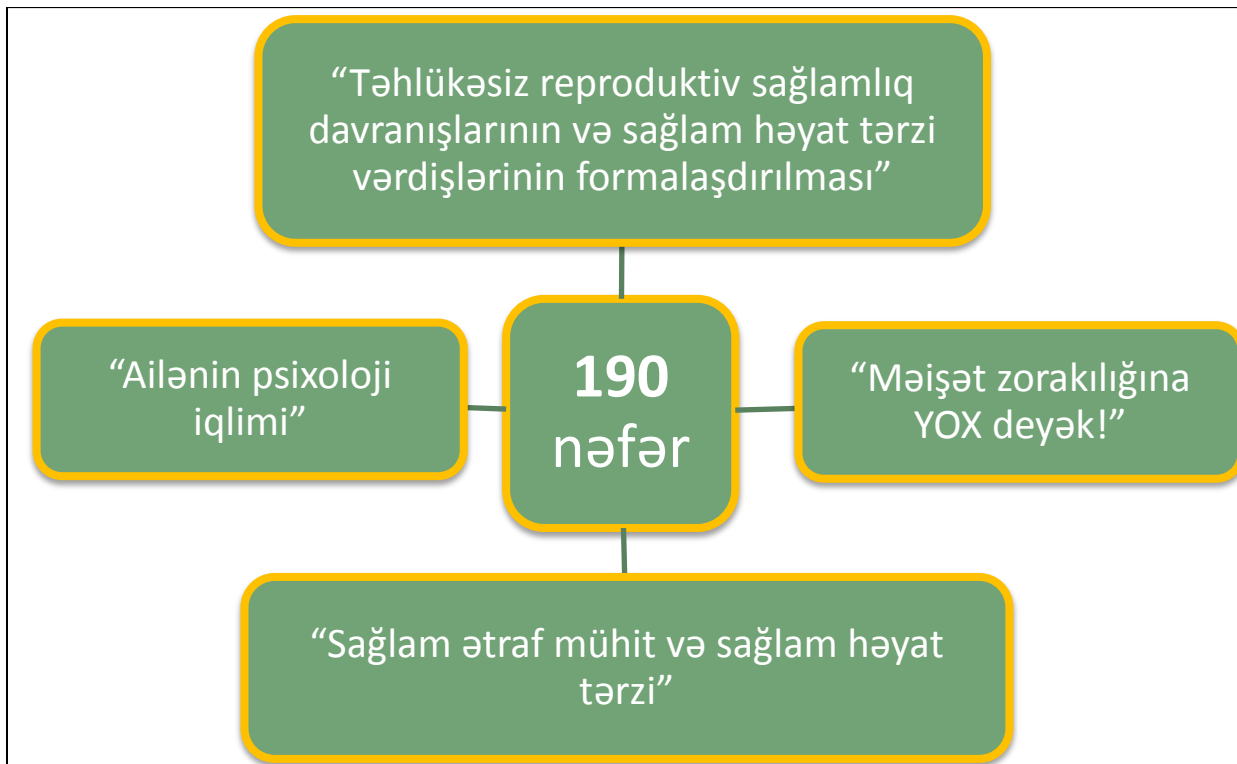 “Təhlükəsiz reproduktiv sağlamlıq
davranışlarının və sağlam həyat tərzi
vərdişlərinin formalaşdırılması”
“Ailənin psixoloji
iqlimi”
190
nəfər
“Məişət zorakılığına
YOX deyək!”
“Sağlam ətraf mühit və sağlam həyat
tərzi”